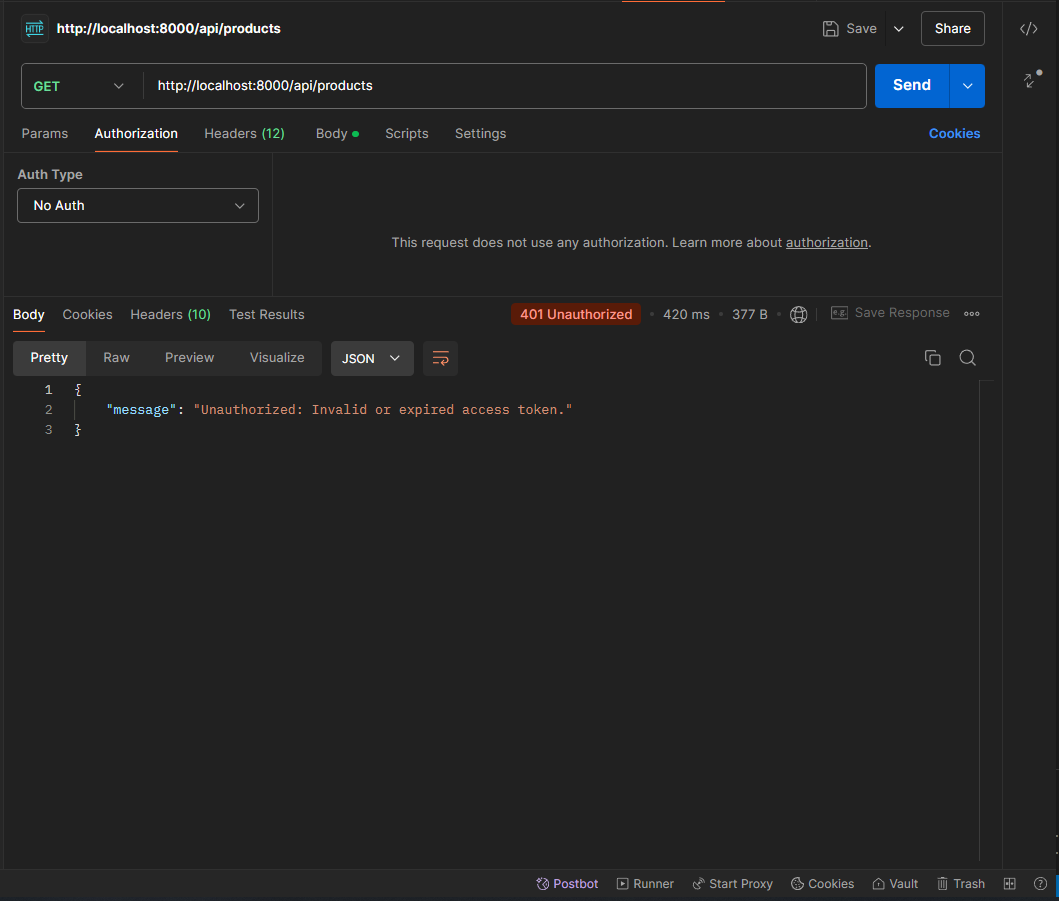 HTTP http://localhost:8000/api/products Save Share
GET http://localhost:8000/api/products Send
Params Authorization Headers (12) Body Scripts Settings Cookies
Auth Type
No Auth
This request does not use any authorization. Learn more about authorization.
Body Cookies Headers (10) Test Results 401 Unauthorized 420 ms 377 B e.g. Save Response
Pretty Raw Preview Visualize JSON
1 {
2 "message": "Unauthorized: Invalid or expired access token."
3 }
Postbot Runner Start Proxy Cookies Vault Trash